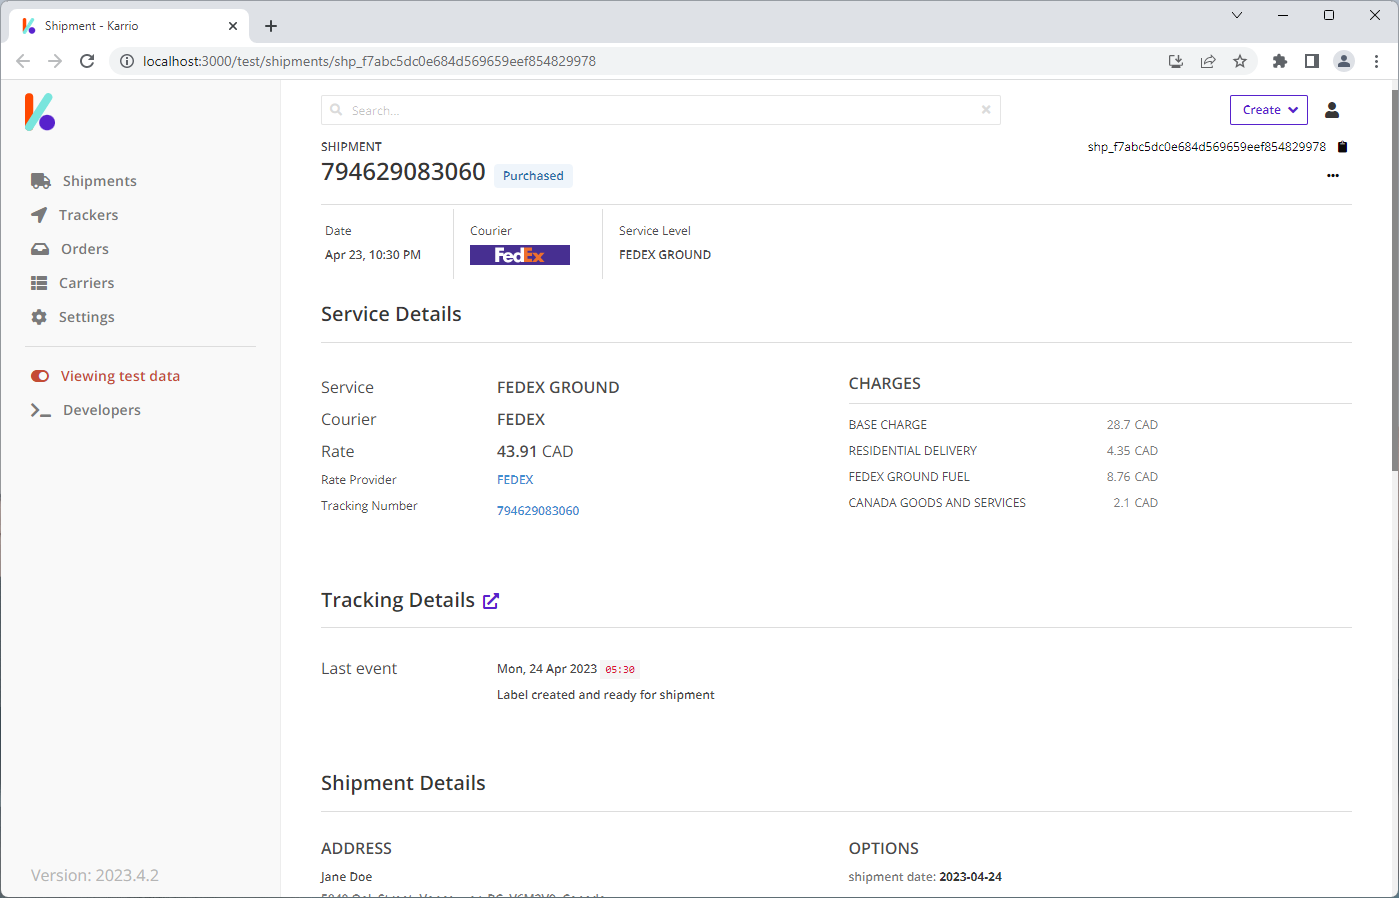 Shipment - Karrio
localhost:3000/test/shipments/shp_f7abc5dc0e684d569659eef854829978
Search...
Create
Shipments
Trackers
Orders
Carriers
Settings
Viewing test data
Developers
Version: 2023.4.2
SHIPMENT
shp_f7abc5dc0e684d569659eef854829978
794629083060 Purchased
Date
Apr 23, 10:30 PM
Courier
FedEx
Service Level
FEDEX GROUND
Service Details
Service FEDEX GROUND
Courier FEDEX
Rate 43.91 CAD
Rate Provider FEDEX
Tracking Number 794629083060
CHARGES
BASE CHARGE 28.7 CAD
RESIDENTIAL DELIVERY 4.35 CAD
FEDEX GROUND FUEL 8.76 CAD
CANADA GOODS AND SERVICES 2.1 CAD
Tracking Details
Last event Mon, 24 Apr 2023 05:30
Label created and ready for shipment
Shipment Details
ADDRESS
Jane Doe
OPTIONS
shipment date: 2023-04-24